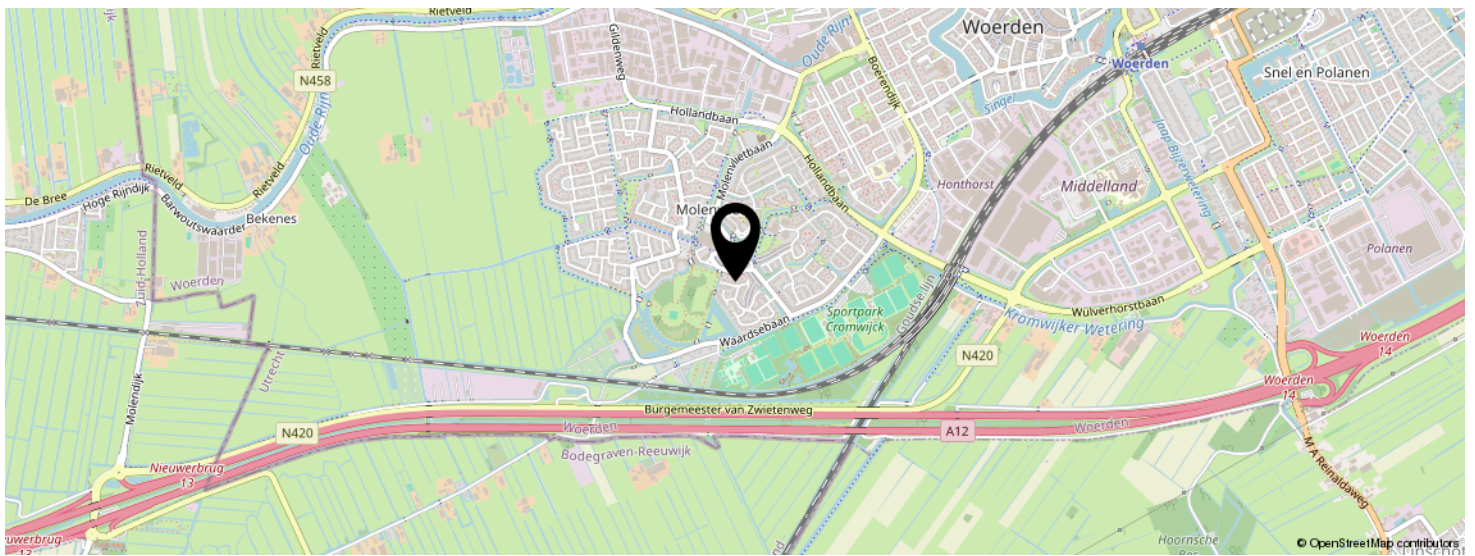 Rietveld
Rietveld
N458
Oude Rijn
Gildenweg
Oude Rijn
Boerendijk
Woerden
Woerden
Singel
Snel en Polanen
Jaap Bijzerwetering
Hollandbaan
Molenvlietbaan
Hollandbaan
Honthorst
Middelland
Polanen
De Bree
Rietveld
Hoge Rijndijk
Rietveld
Barwoutswaarder
Bekenes
Zuid-Holland
Woerden
Utrecht
Molendijk
Waardsebaan
Sportpark
Cromwijck
Goudse lijn
Kromwijker Wetering
Wulverhorstbaan
N420
Woerden
14
Woerden
14
Burgemeester van Zwietenweg
N420
Woerden
A12
Woerden
Bodegraven-Reeuwijk
Nieuwerbrug
13
M A Reinaldaweg
Hoornsche
© OpenStreetMap contributors